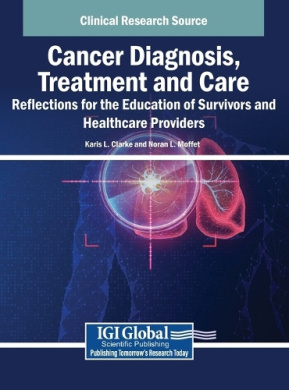 Clinical Research Source
Cancer Diagnosis,
Treatment and Care
Reflections for the Education of Survivors and
Healthcare Providers
Karis L. Clarke and Noran L. Moffet
IGI Global
Scientific Publishing
Publishing Tomorrow's Research Today